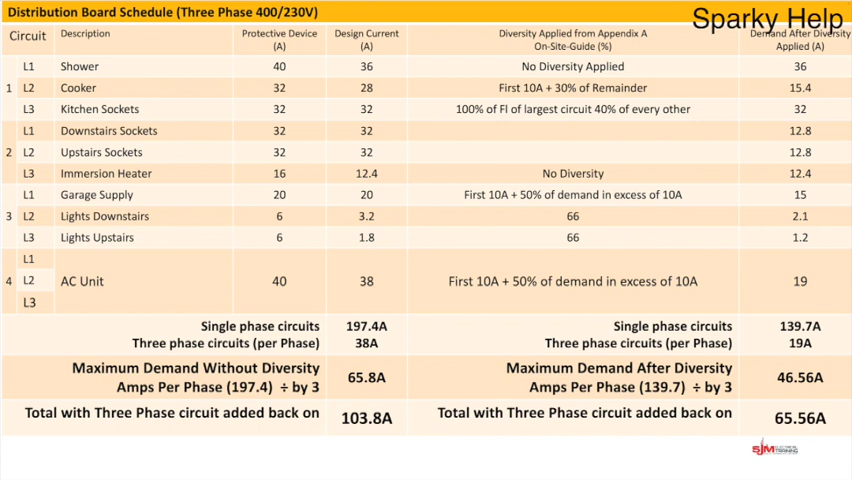 Distribution Board Schedule (Three Phase 400/230V)
Sparky Help
Circuit Description Protective Device (A) Design Current (A) Diversity Applied from Appendix A On-Site-Guide (%) Demand After Diversity Applied (A)
1 L1 Shower 40 36 No Diversity Applied 36
L2 Cooker 32 28 First 10A + 30% of Remainder 15.4
L3 Kitchen Sockets 32 32 100% of Fl of largest circuit 40% of every other 32
2 L1 Downstairs Sockets 32 32 12.8
L2 Upstairs Sockets 32 32 12.8
L3 Immersion Heater 16 12.4 No Diversity 12.4
3 L1 Garage Supply 20 20 First 10A + 50% of demand in excess of 10A 15
L2 Lights Downstairs 6 3.2 66 2.1
L3 Lights Upstairs 6 1.8 66 1.2
L1
4 L2 AC Unit 40 38 First 10A + 50% of demand in excess of 10A 19
L3
Single phase circuits 197.4A Single phase circuits 139.7A
Three phase circuits (per Phase) 38A Three phase circuits (per Phase) 19A
Maximum Demand Without Diversity Maximum Demand After Diversity
Amps Per Phase (197.4) ÷ by 3 65.8A Amps Per Phase (139.7) ÷ by 3 46.56A
Total with Three Phase circuit added back on 103.8A Total with Three Phase circuit added back on 65.56A
SJM